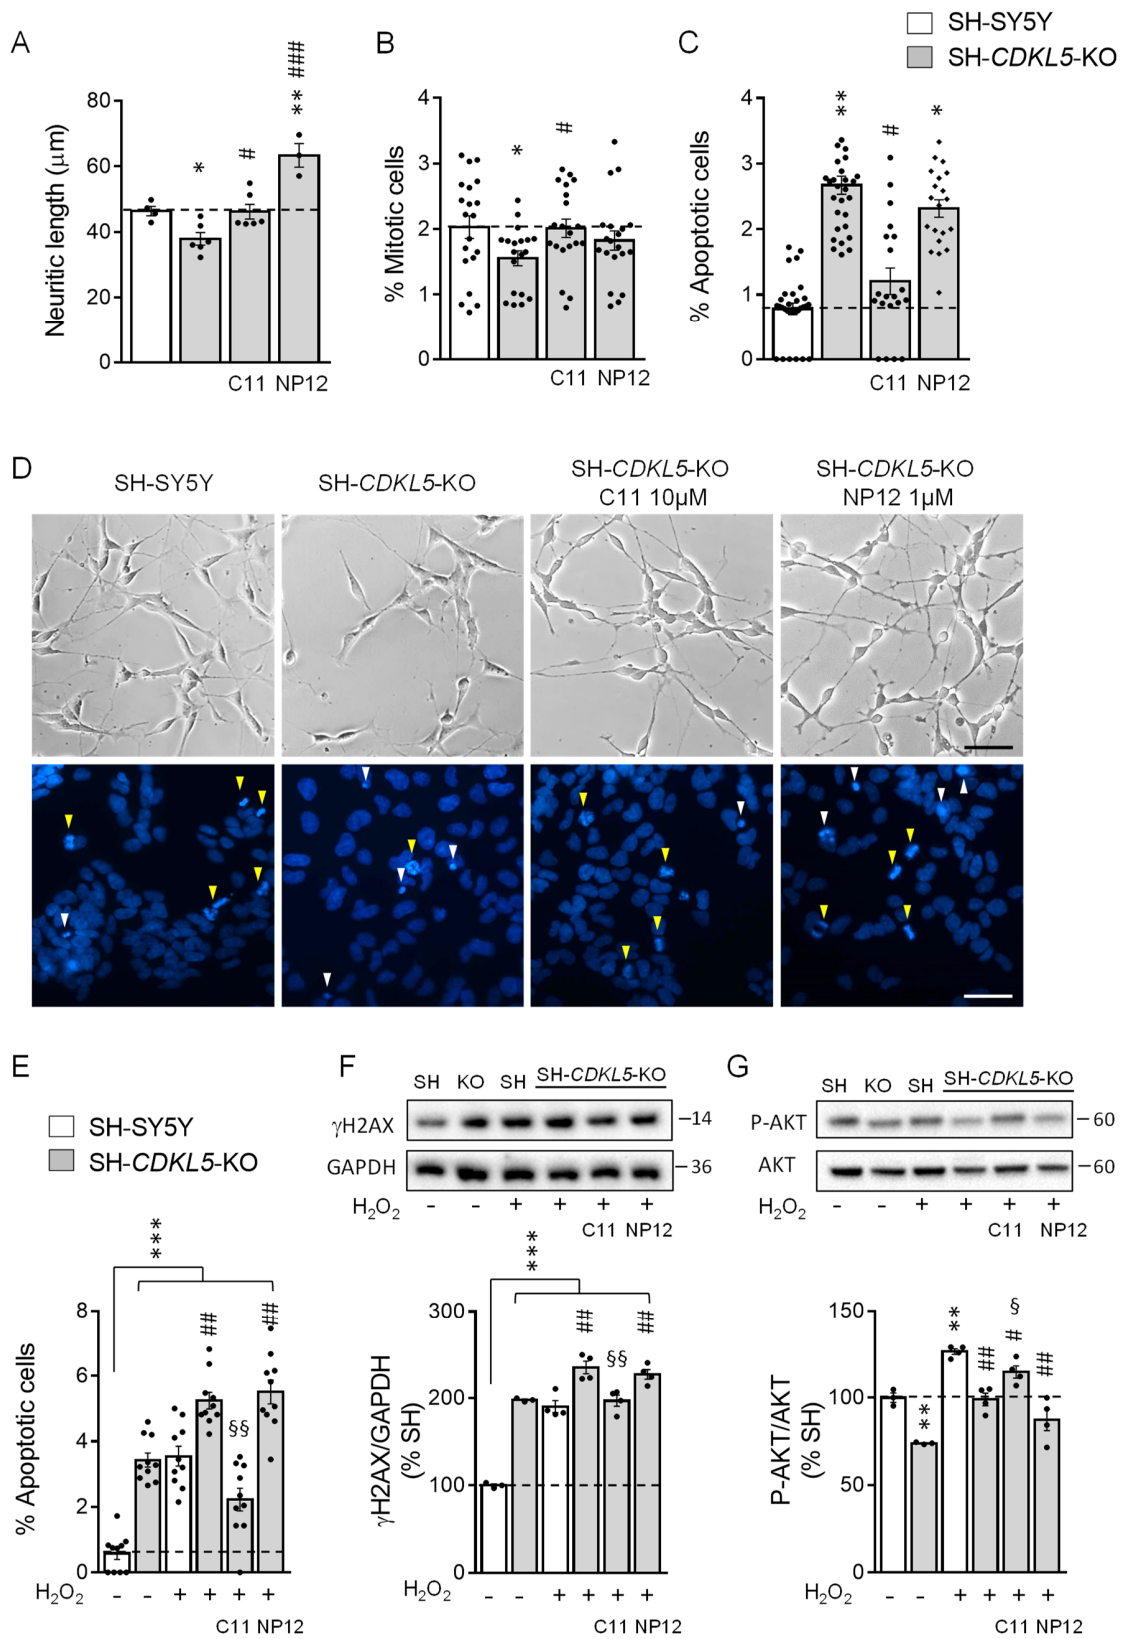 SH-SY5Y
SH-CDKL5-KO
A
Neuritic length (μm)
80
60
40
20
0
*
#
** ###
C11 NP12
B
% Mitotic cells
4
3
2
1
0
*
#
C11 NP12
C
% Apoptotic cells
4
3
2
1
0
**
#
*
C11 NP12
D
SH-SY5Y
SH-CDKL5-KO
SH-CDKL5-KO
C11 10μM
SH-CDKL5-KO
NP12 1μM
E
SH-SY5Y
SH-CDKL5-KO
***
% Apoptotic cells
8
6
4
2
0
##
§§
##
H₂O₂ - - + + + +
C11 NP12
F
SH KO SH SH-CDKL5-KO
γH2AX –14
GAPDH –36
H₂O₂ - - + + + +
C11 NP12
***
γH2AX/GAPDH
(% SH)
300
200
100
0
##
§§
##
- - + + + +
C11 NP12
G
SH KO SH SH-CDKL5-KO
P-AKT –60
AKT –60
H₂O₂ - - + + + +
C11 NP12
P-AKT/AKT
(% SH)
150
100
50
0
**
**
##
§
#
##
H₂O₂ - - + + + +
C11 NP12